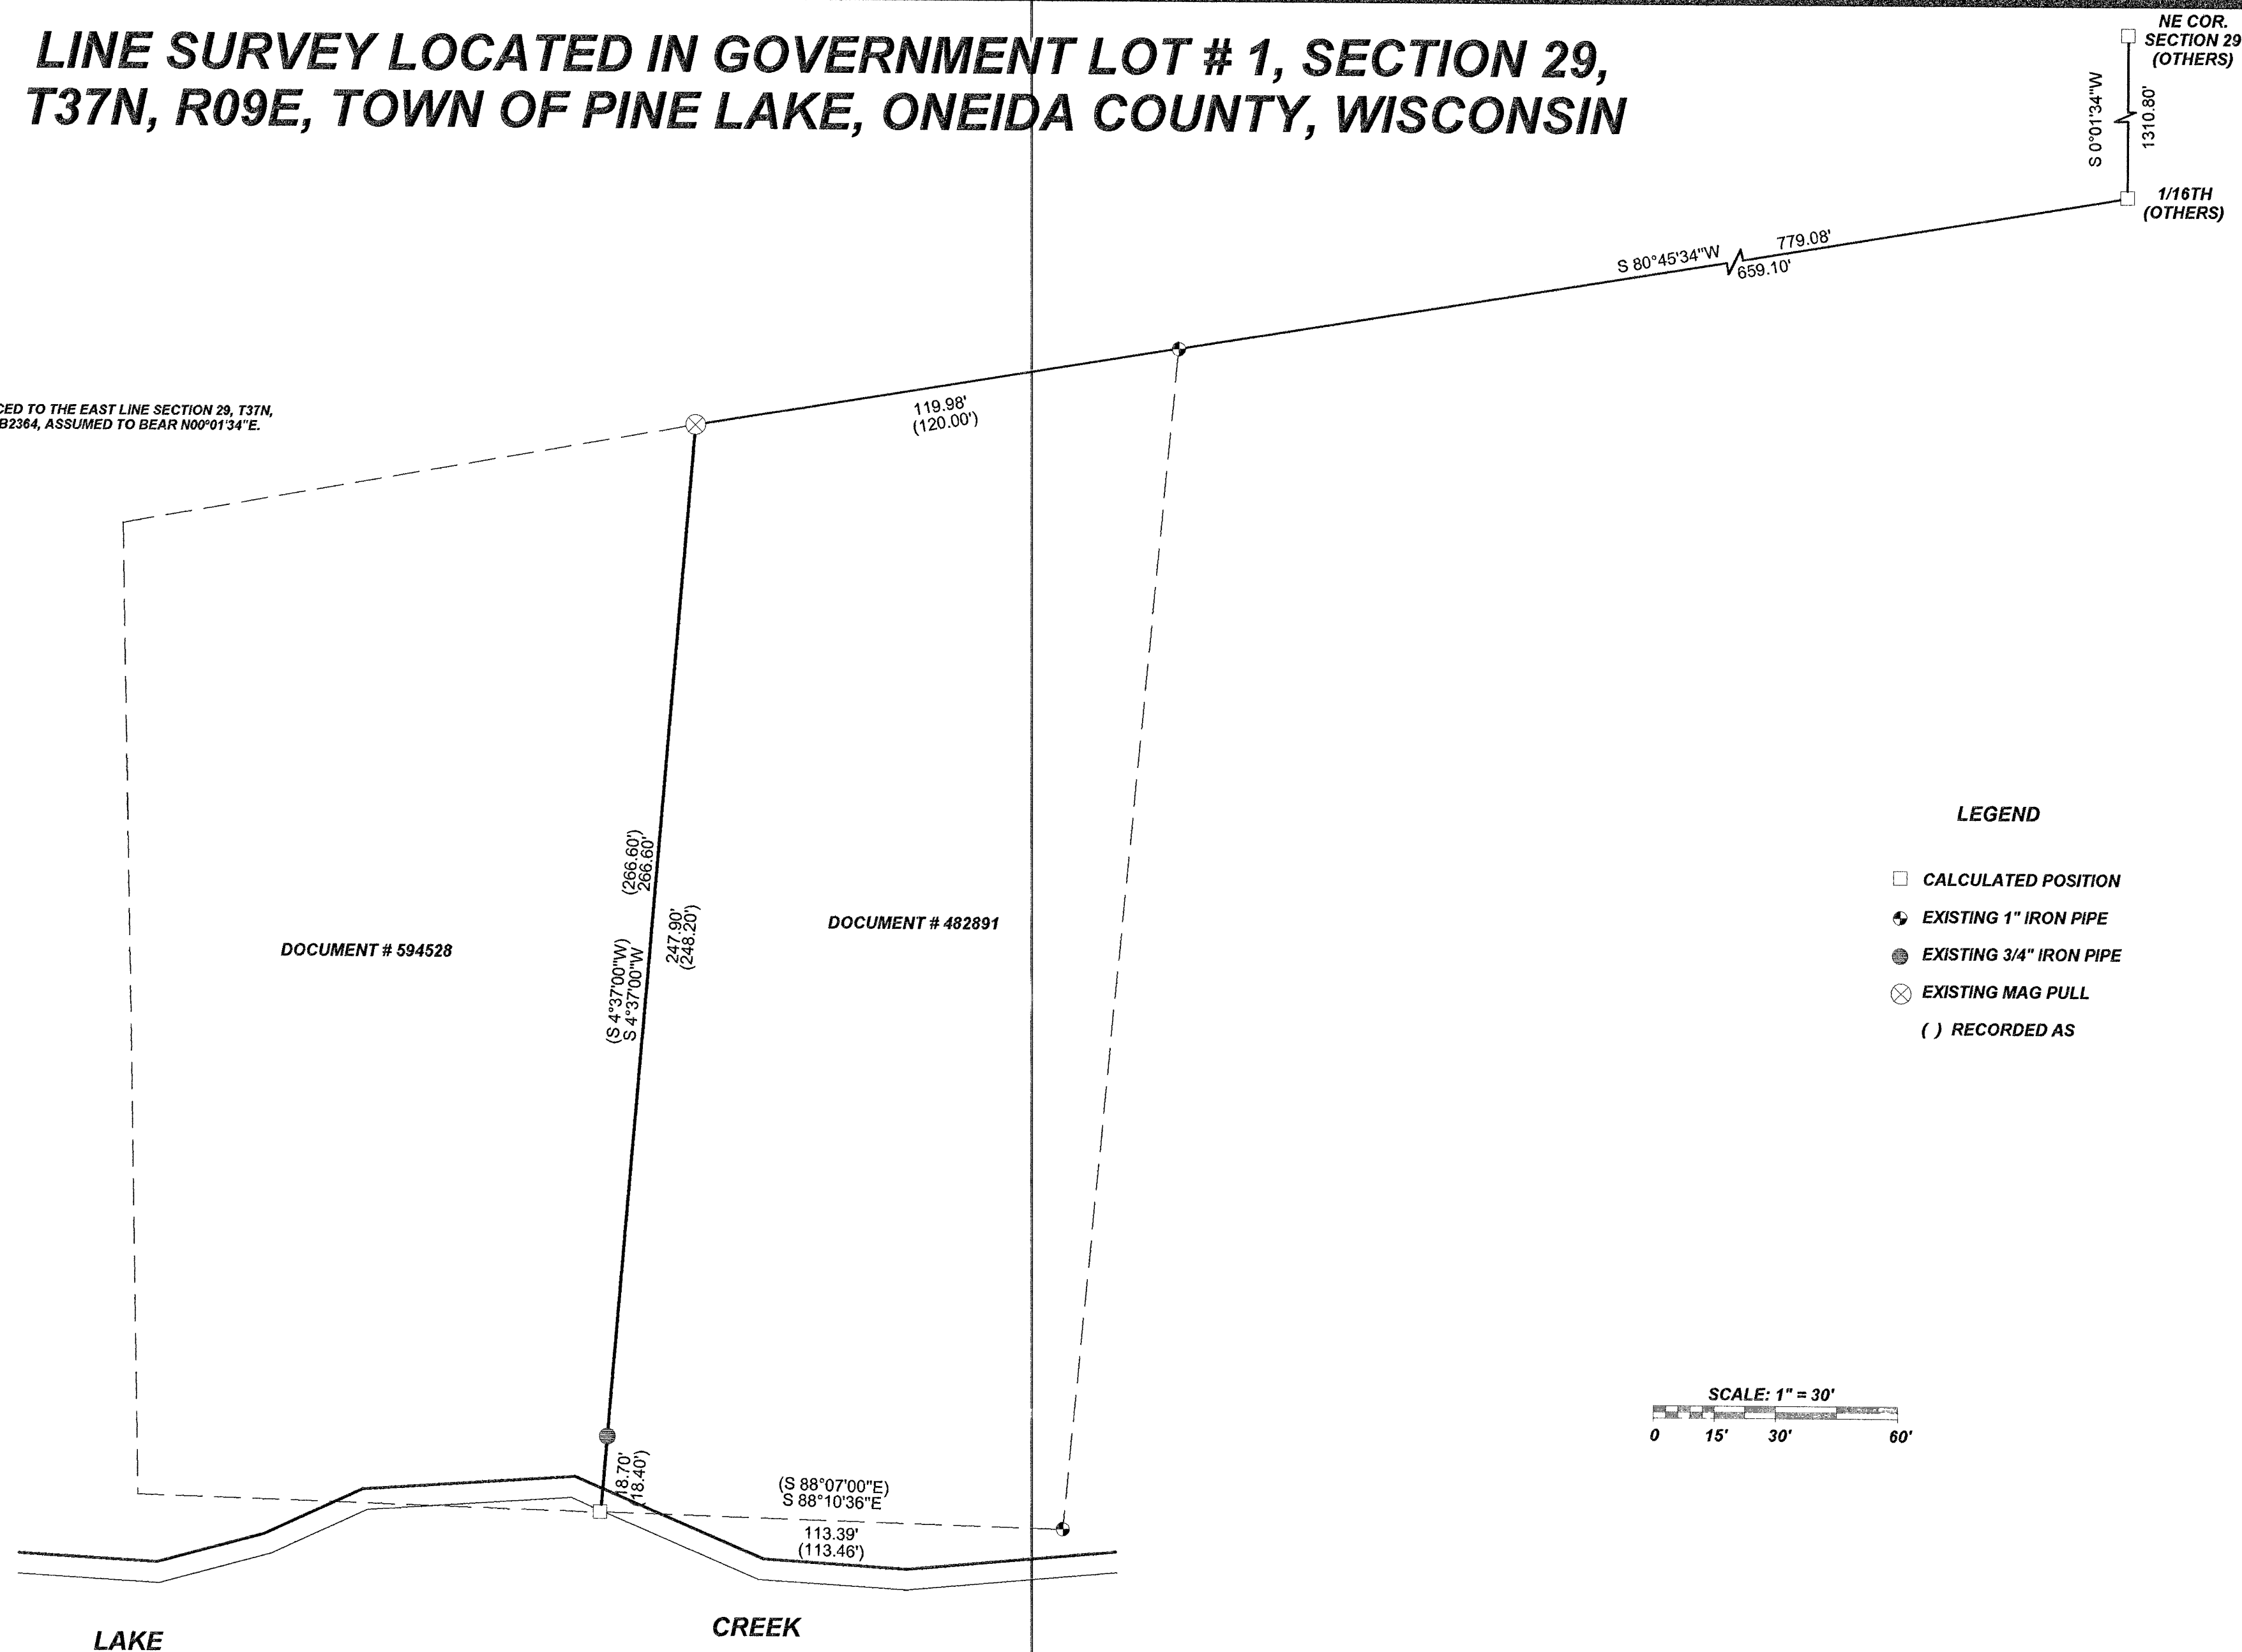 LINE SURVEY LOCATED IN GOVERNMENT LOT # 1, SECTION 29,
T37N, R09E, TOWN OF PINE LAKE, ONEIDA COUNTY, WISCONSIN
NE COR.
SECTION 29
(OTHERS)
S 0°01'34"W
1310.80'
1/16TH
(OTHERS)
S 80°45'34"W
779.08'
659.10'
119.98'
(120.00')
TO THE EAST LINE SECTION 29, T37N,
B2364, ASSUMED TO BEAR N00°01'34"E.
(266.60')
266.60'
247.90'
(248.20')
(S 4°37'00"W)
S 4°37'00"W
DOCUMENT # 594528
DOCUMENT # 482891
LEGEND
CALCULATED POSITION
EXISTING 1" IRON PIPE
EXISTING 3/4" IRON PIPE
EXISTING MAG PULL
( ) RECORDED AS
SCALE: 1" = 30'
0 15' 30' 60'
18.70'
(18.40')
(S 88°07'00"E)
S 88°10'36"E
113.39'
(113.46')
CREEK
LAKE